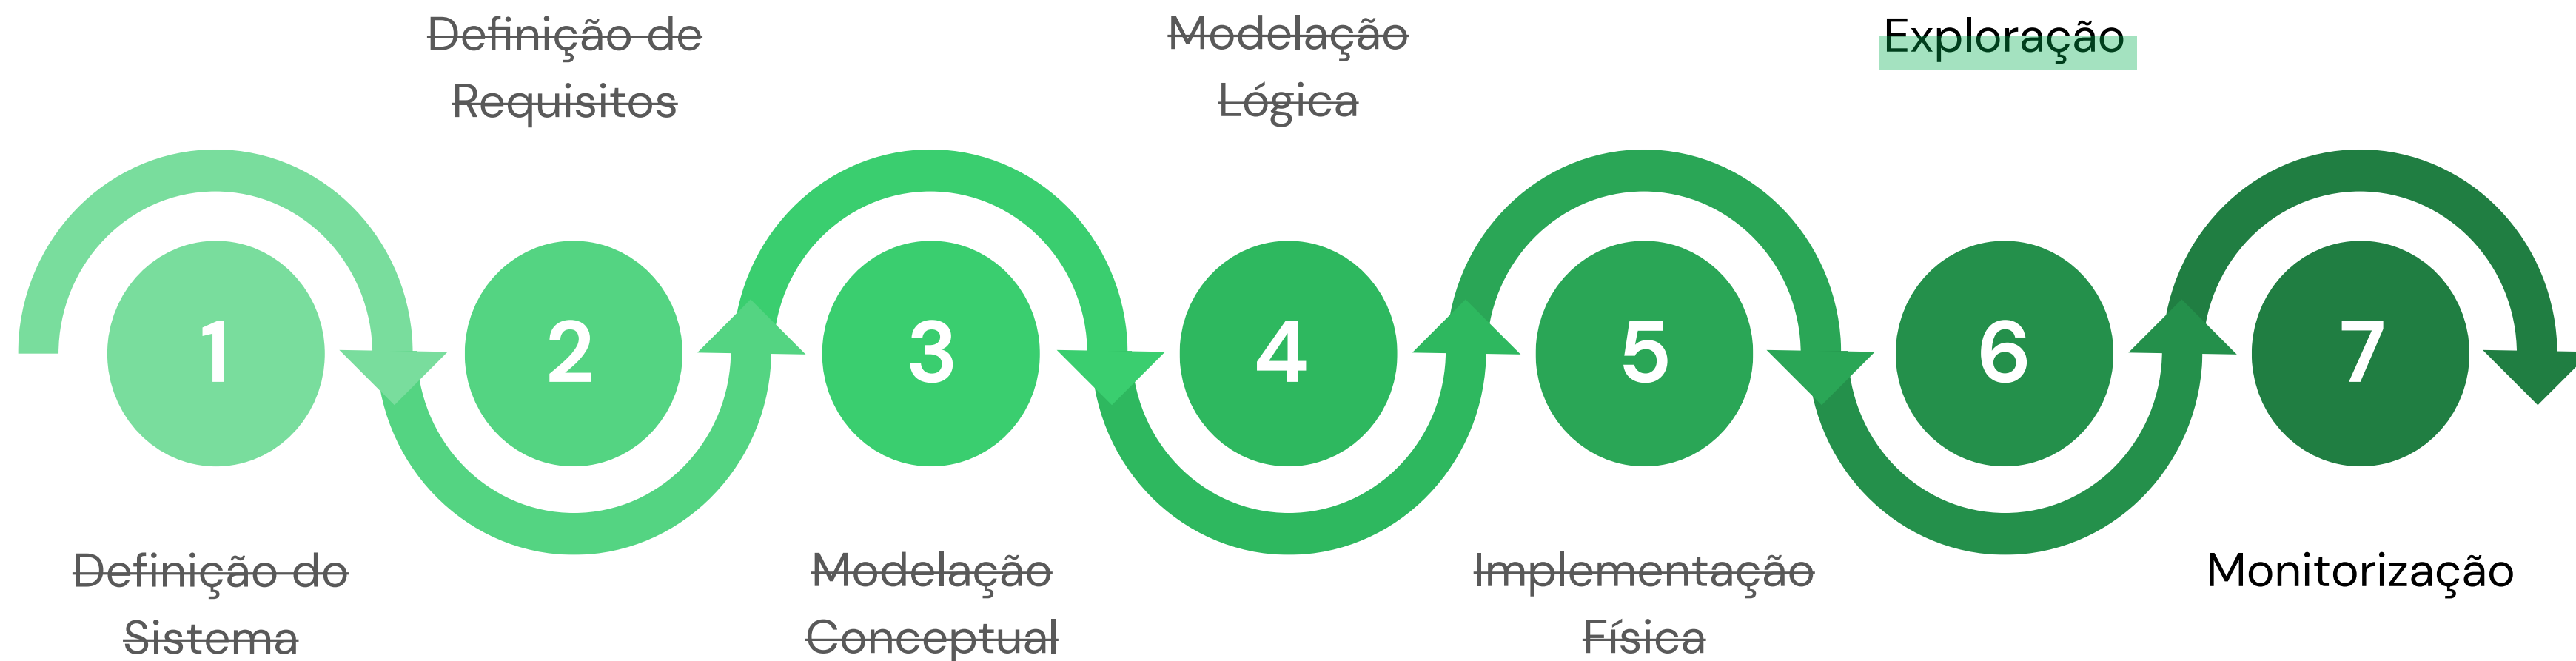 Definição de
Requisitos
Modelação
Lógica
Exploração
1
2
3
4
5
6
7
Definição do
Sistema
Modelação
Conceptual
Implementação
Física
Monitorização